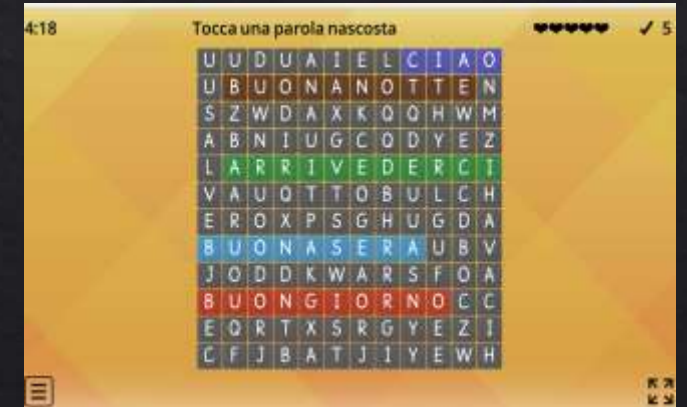 4:18 Tocca una parola nascosta ✓ 5
U U D U A I E L C I A O
U B U O N A N O T T E N
S Z W D A X K Q Q H W M
A B N I U G C Q D Y E Z
L A R R I V E D E R C I
V A U Q T T O B U L C H
E R O X P S G H U G D A
B U O N A S E R A U B V
J O D D K W A R S F O A
B U O N G I O R N O C C
E Q R T X S R G Y E Z I
C F J B A T J I Y E W H